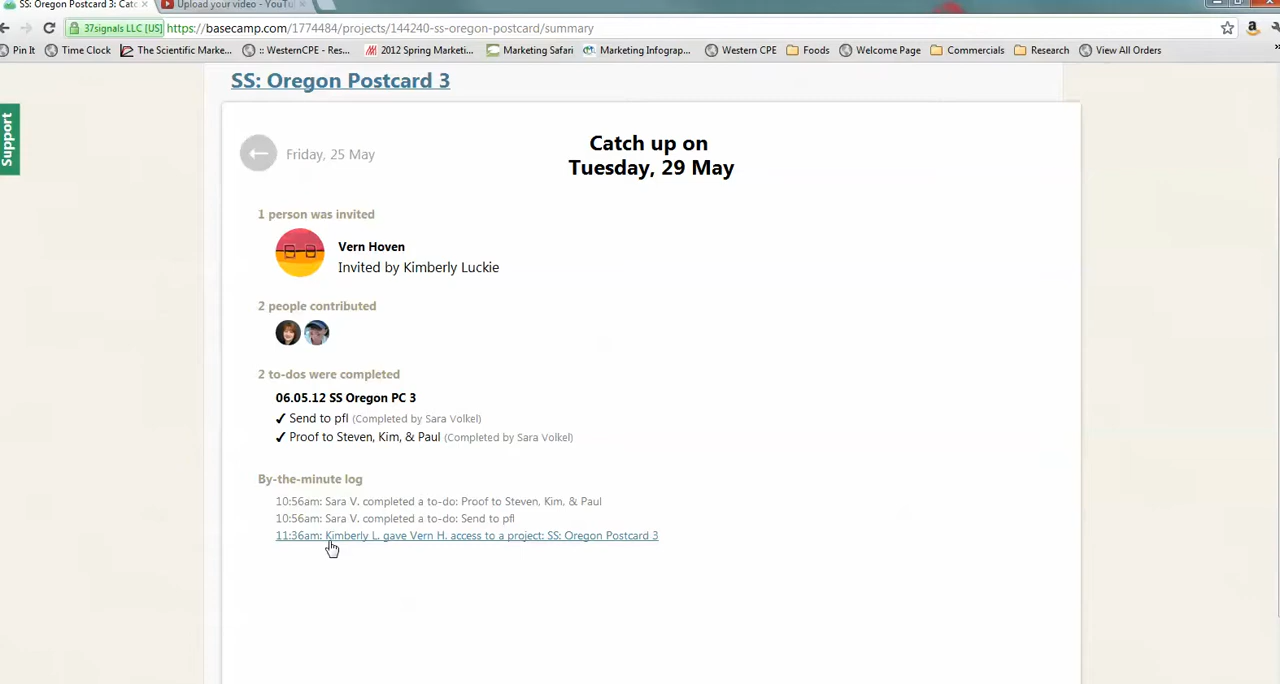 SS: Oregon Postcard 3: Catc
Upload your video - YouTu
37signals LLC [US] https://basecamp.com/1774484/projects/144240-ss-oregon-postcard/summary
Pin It
Time Clock
The Scientific Marke...
:: WesternCPE - Res...
2012 Spring Marketi...
Marketing Safari
Marketing Infograp...
Western CPE
Foods
Welcome Page
Commercials
Research
View All Orders
Support
SS: Oregon Postcard 3
Friday, 25 May
Catch up on
Tuesday, 29 May
1 person was invited
Vern Hoven
Invited by Kimberly Luckie
2 people contributed
2 to-dos were completed
06.05.12 SS Oregon PC 3
✓ Send to pfl (Completed by Sara Volkel)
✓ Proof to Steven, Kim, & Paul (Completed by Sara Volkel)
By-the-minute log
10:56am: Sara V. completed a to-do: Proof to Steven, Kim, & Paul
10:56am: Sara V. completed a to-do: Send to pfl
11:36am: Kimberly L. gave Vern H. access to a project: SS: Oregon Postcard 3